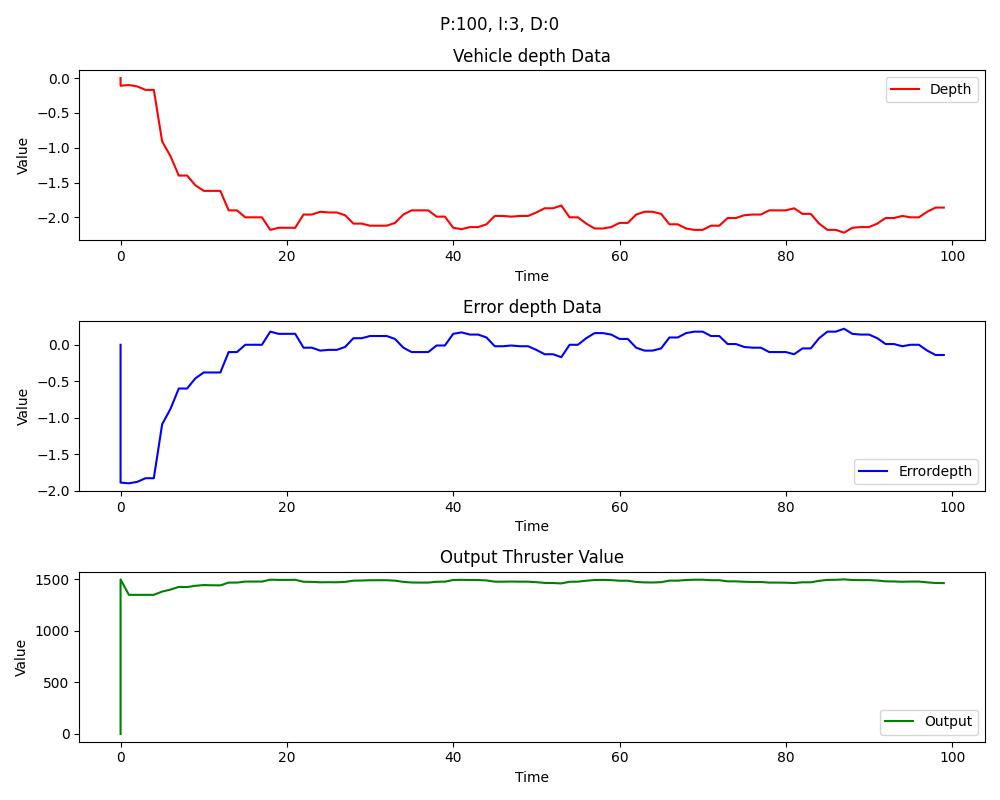 P:100, I:3, D:0
Vehicle depth Data
0.0
−0.5
−1.0
−1.5
−2.0
Value
Depth
0 20 40 60 80 100
Time
Error depth Data
0.0
−0.5
−1.0
−1.5
−2.0
Value
Errordepth
0 20 40 60 80 100
Time
Output Thruster Value
1500
1000
500
0
Value
Output
0 20 40 60 80 100
Time